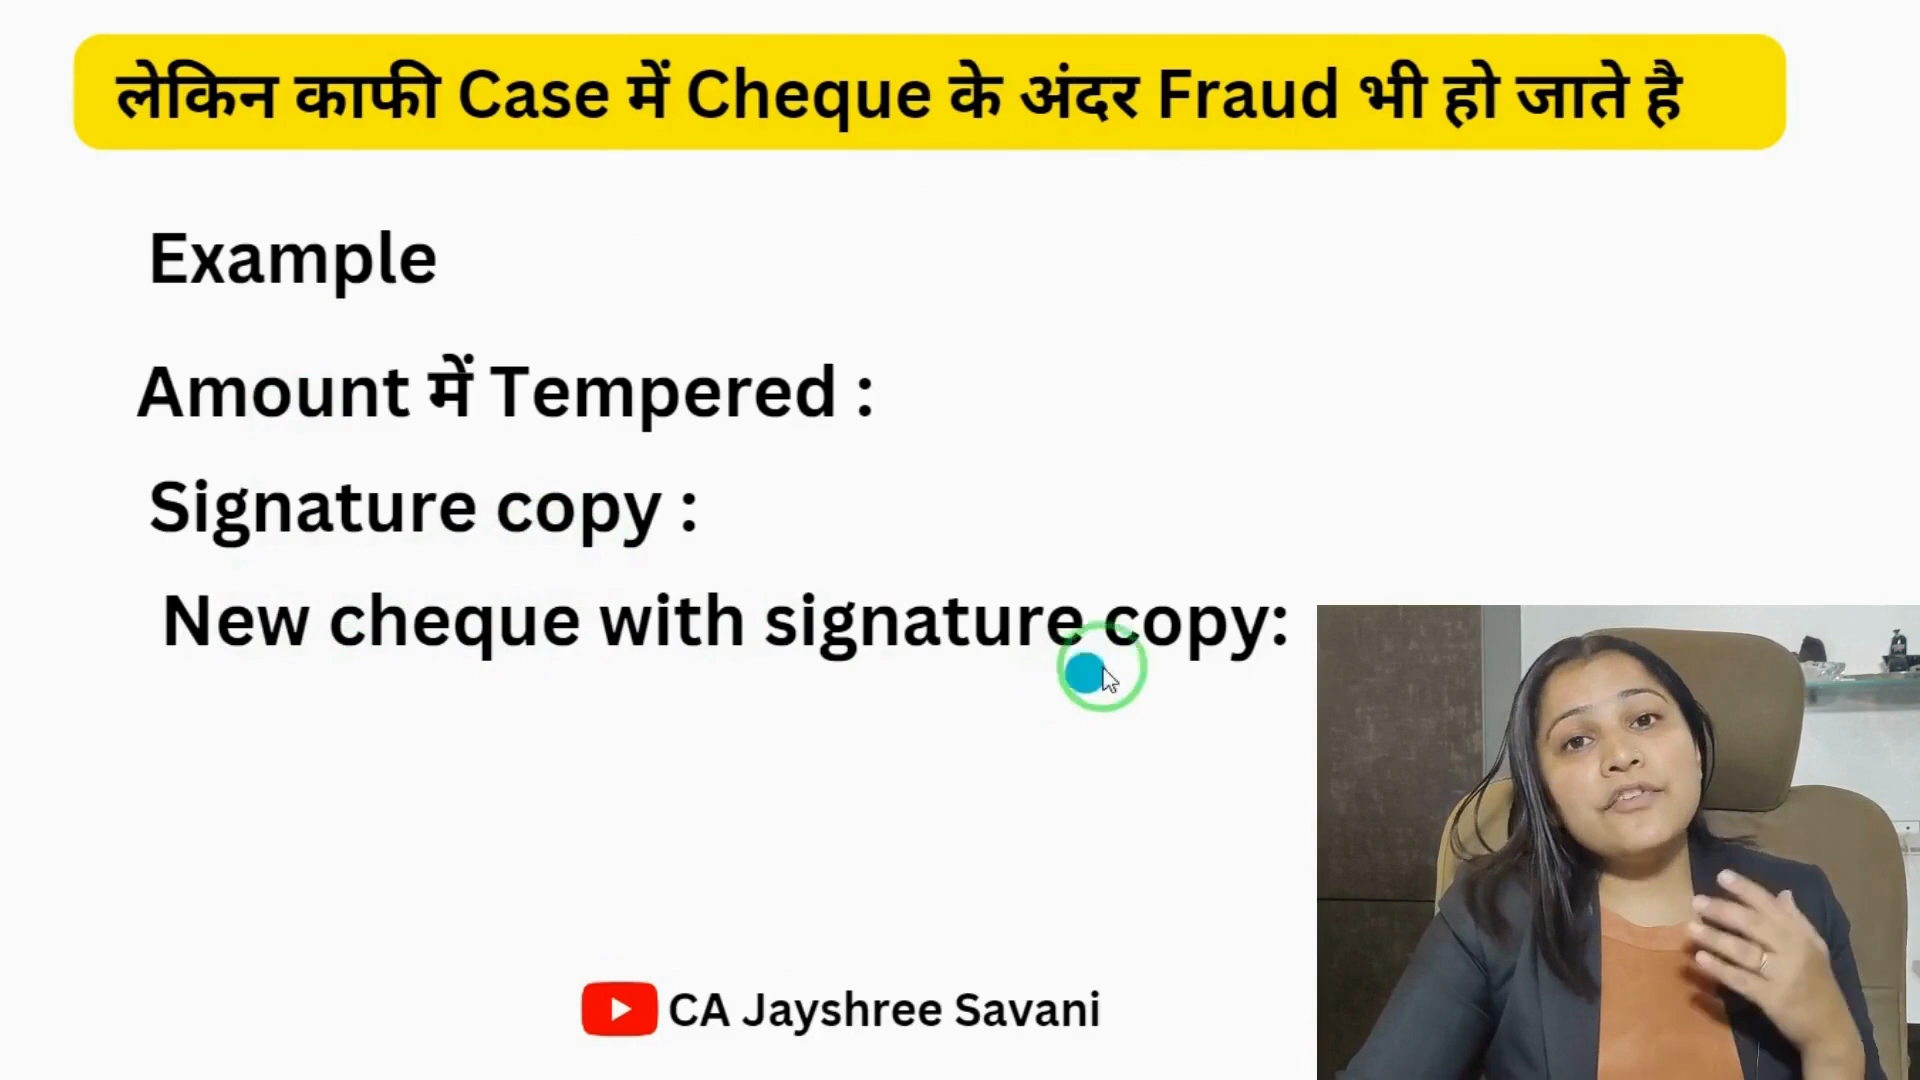 लेकिन काफी Case में Cheque के अंदर Fraud भी हो जाते है
Example
Amount में Tempered :
Signature copy :
New cheque with signature copy:
CA Jayshree Savani